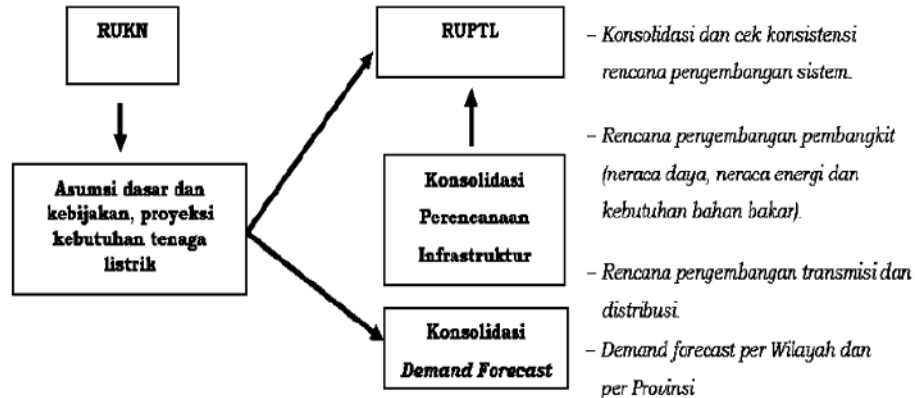 RUKN
Asumsi dasar dan
kebijakan, proyeksi
kebutuhan tenaga
listrik
RUPTL
Konsolidasi
Perencanaan
Infrastruktur
Konsolidasi
Demand Forecast
– Konsolidasi dan cek konsistensi
rencana pengembangan sistem.
– Rencana pengembangan pembangkit
(neraca daya, neraca energi dan
kebutuhan bahan bakar).
– Rencana pengembangan transmisi dan
distribusi.
– Demand forecast per Wilayah dan
per Provinsi